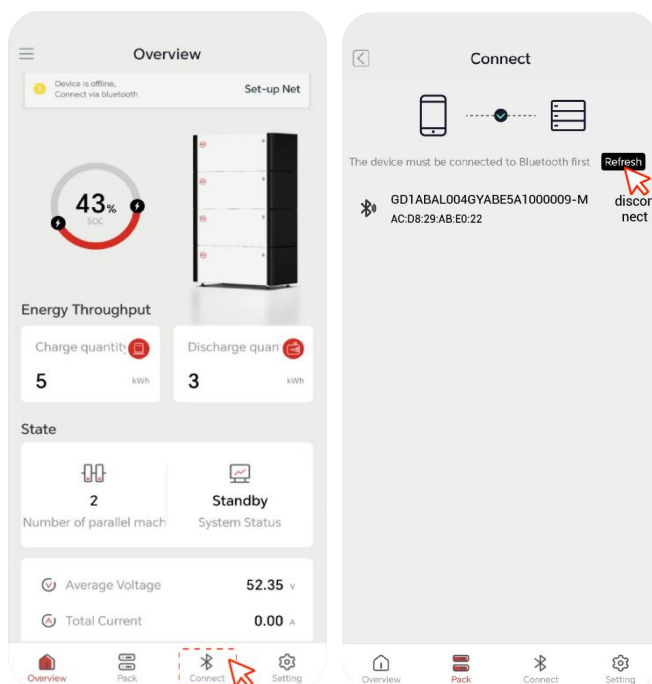 Overview
Device is offline,
Connect via bluetooth
Set-up Net
43%
SOC
Energy Throughput
Charge quantit
5 kWh
Discharge quan
3 kWh
State
2
Number of parallel mach
Standby
System Status
Average Voltage 52.35 V
Total Current 0.00 A
Overview Pack Connect Setting
Connect
The device must be connected to Bluetooth first Refresh
GD1ABAL004GYABE5A1000009-M
AC:D8:29:AB:E0:22
discon
nect
Overview Pack Connect Setting